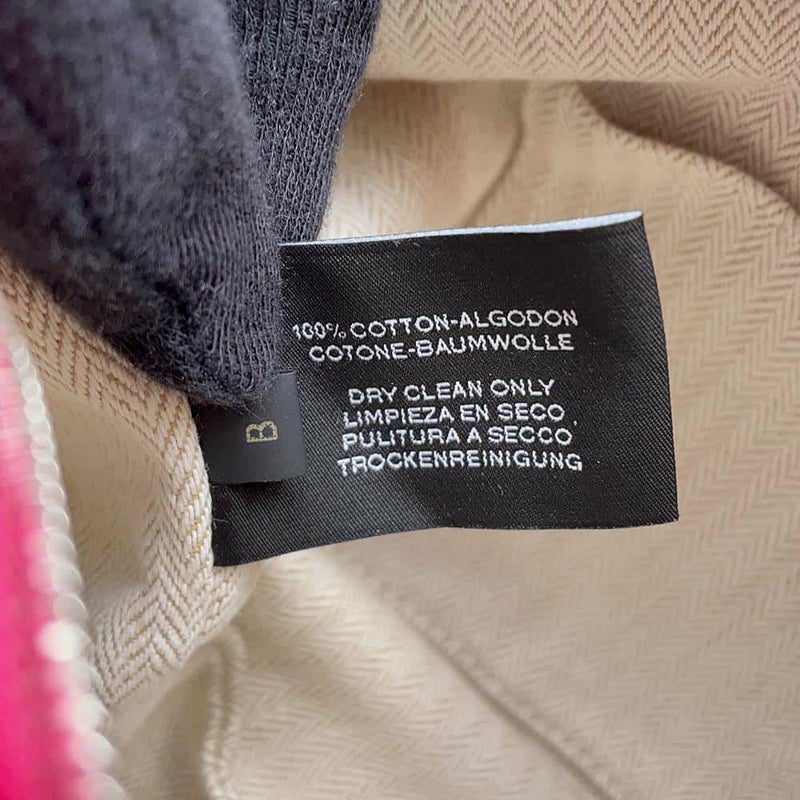 100% COTTON-ALGODON
COTONE-BAUMWOLLE
DRY CLEAN ONLY
LIMPIEZA EN SECO
PULITURA A SECCO
TROCKENREINIGUNG
B